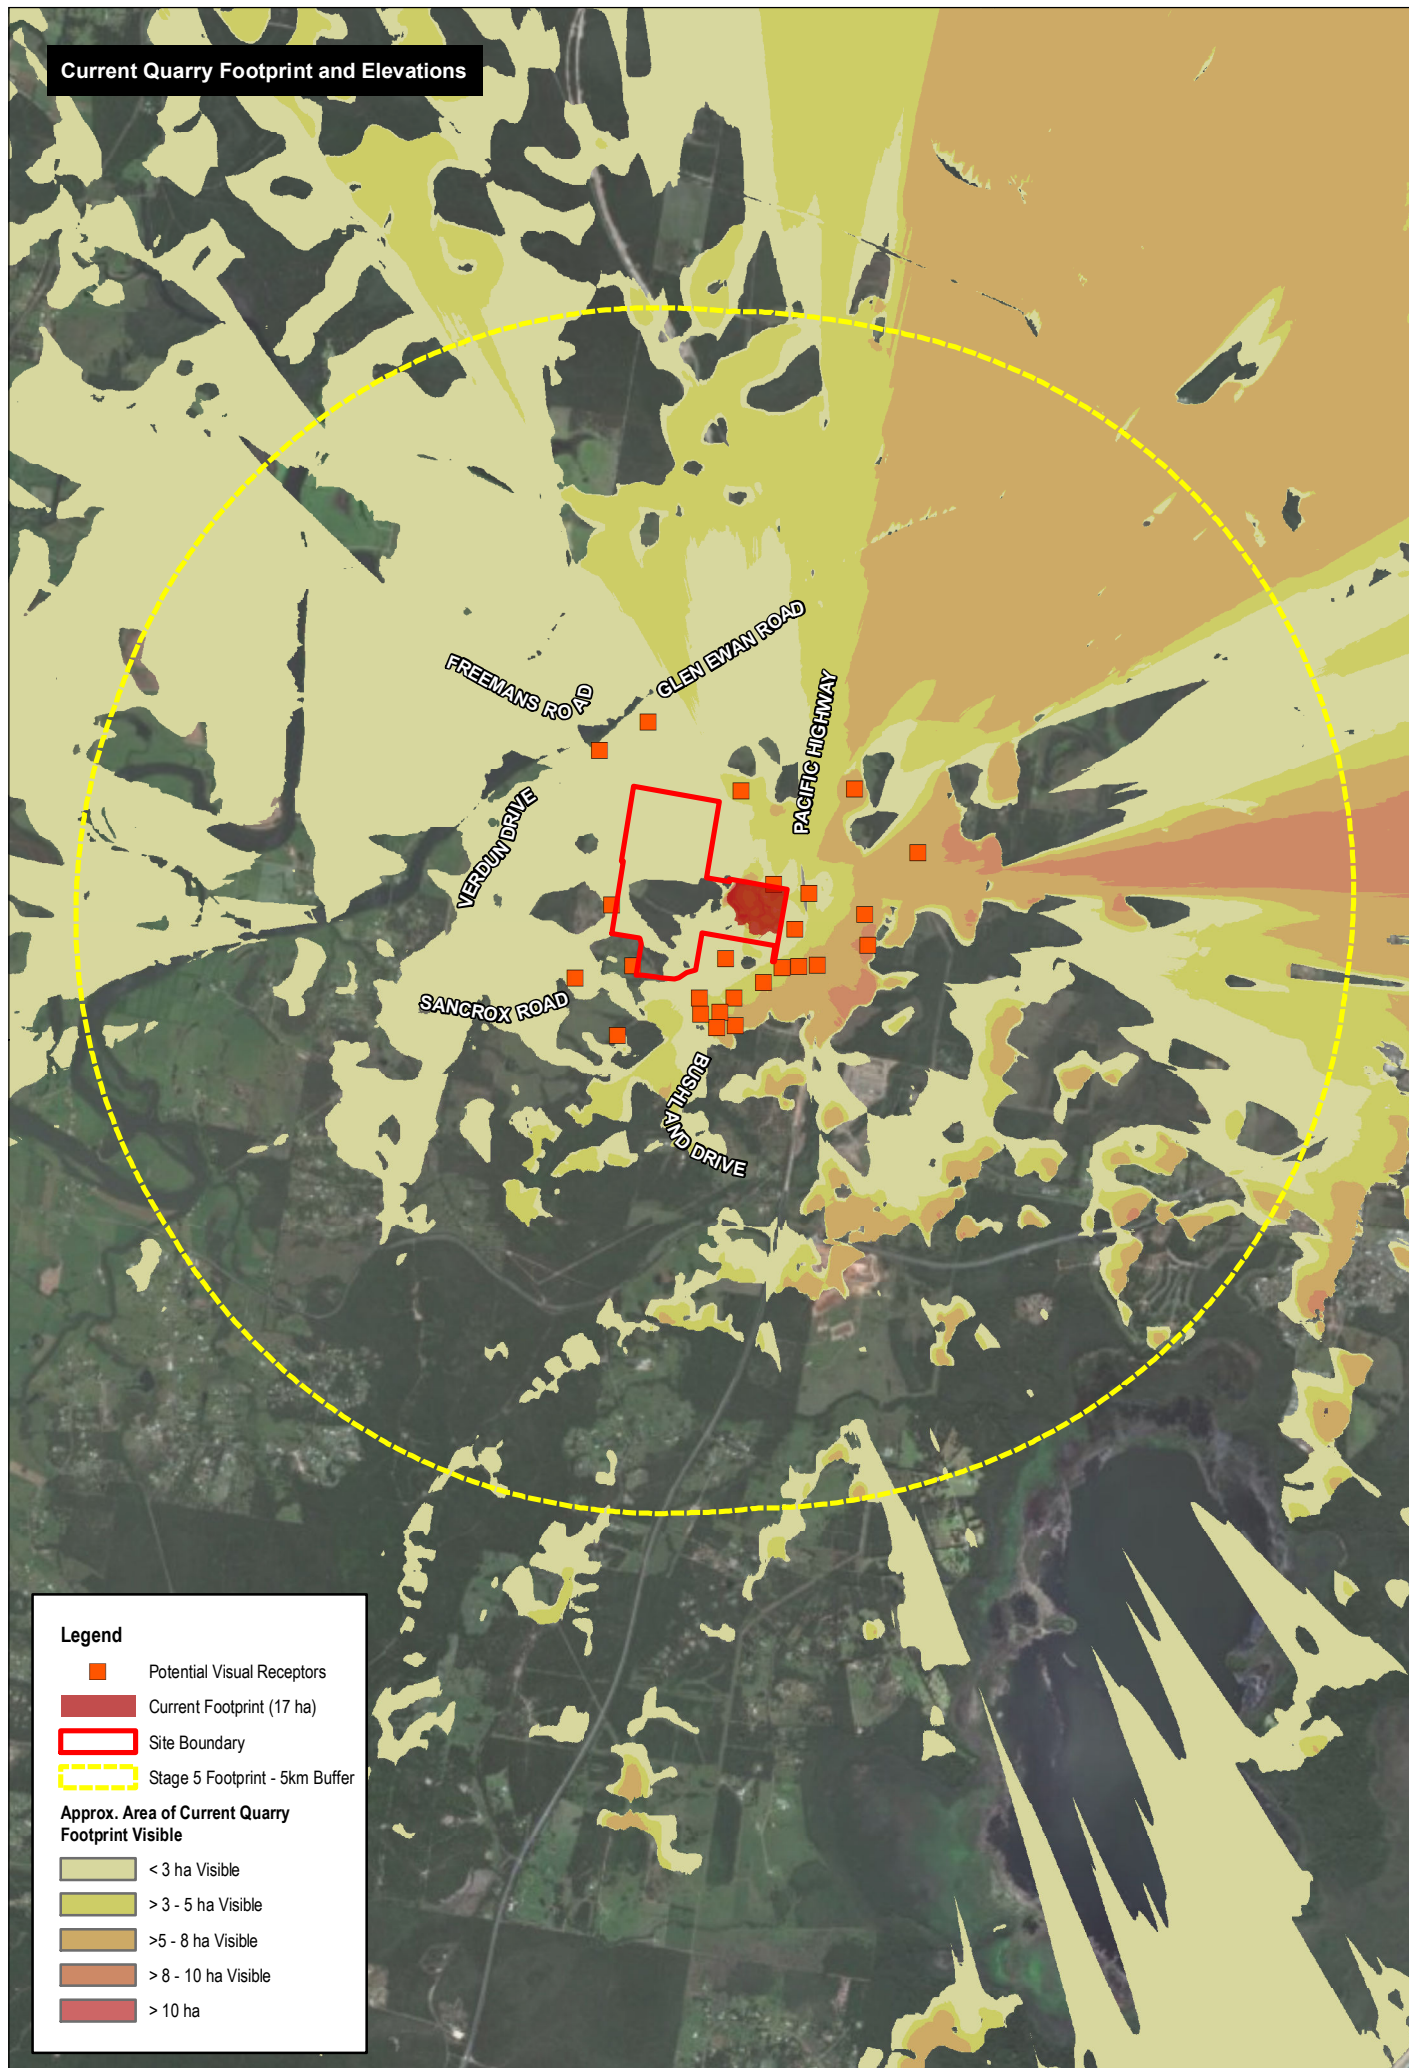 Current Quarry Footprint and Elevations
FREEMANS ROAD
GLEN EWAN ROAD
PACIFIC HIGHWAY
VERDUN DRIVE
SANCROX ROAD
BUSHLAND DRIVE
Legend
Potential Visual Receptors
Current Footprint (17 ha)
Site Boundary
Stage 5 Footprint - 5km Buffer
Approx. Area of Current Quarry
Footprint Visible
< 3 ha Visible
> 3 - 5 ha Visible
>5 - 8 ha Visible
> 8 - 10 ha Visible
> 10 ha